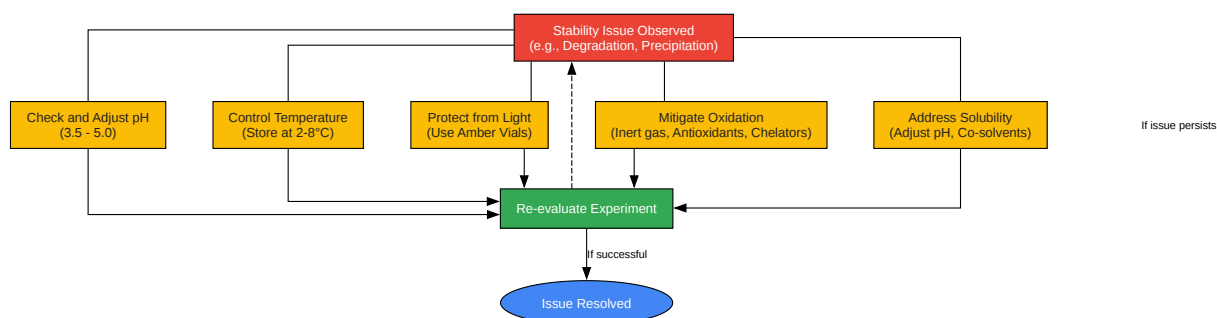 Stability Issue Observed
(e.g., Degradation, Precipitation)
Check and Adjust pH
(3.5 - 5.0)
Control Temperature
(Store at 2-8°C)
Protect from Light
(Use Amber Vials)
Mitigate Oxidation
(Inert gas, Antioxidants, Chelators)
Address Solubility
(Adjust pH, Co-solvents)
If issue persists
Re-evaluate Experiment
If successful
Issue Resolved